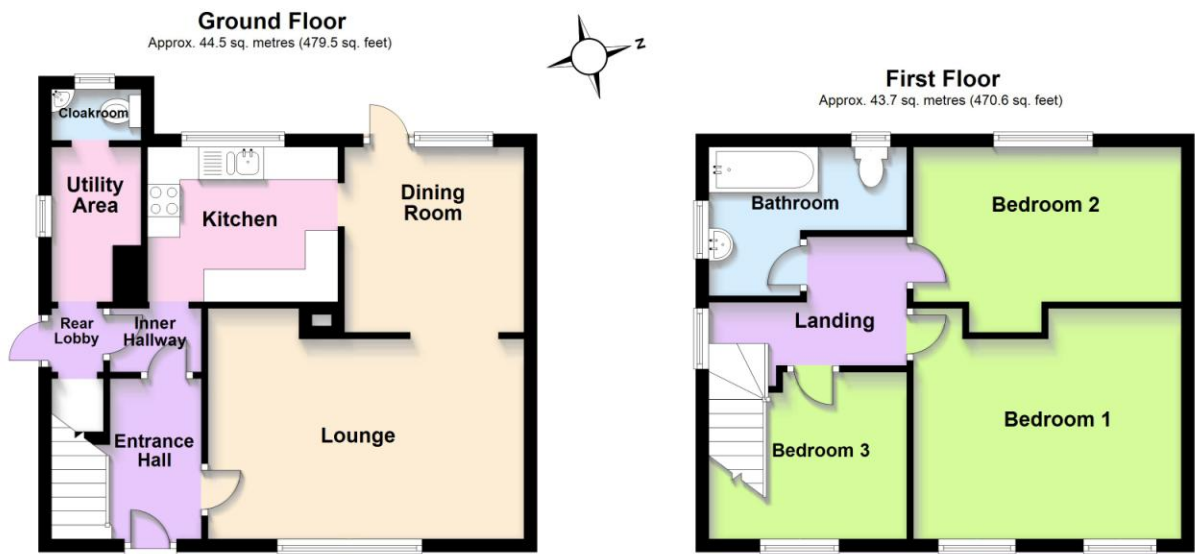 Ground Floor
Approx. 44.5 sq. metres (479.5 sq. feet)
Cloakroom
Utility
Area
Kitchen
Dining
Room
Rear
Lobby
Inner
Hallway
Entrance
Hall
Lounge
Z
First Floor
Approx. 43.7 sq. metres (470.6 sq. feet)
Bathroom
Bedroom 2
Landing
Bedroom 1
Bedroom 3